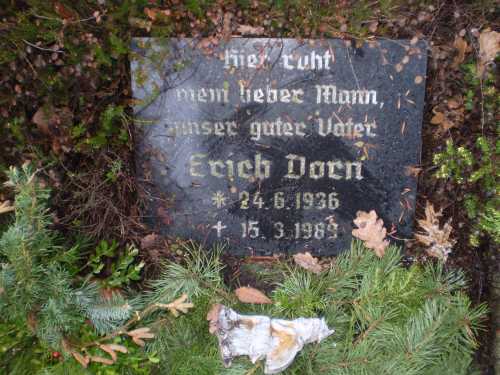 Hier ruht
mein lieber Mann,
unser guter Vater
Erich Dorn
* 24.6.1936
† 15.3.1989